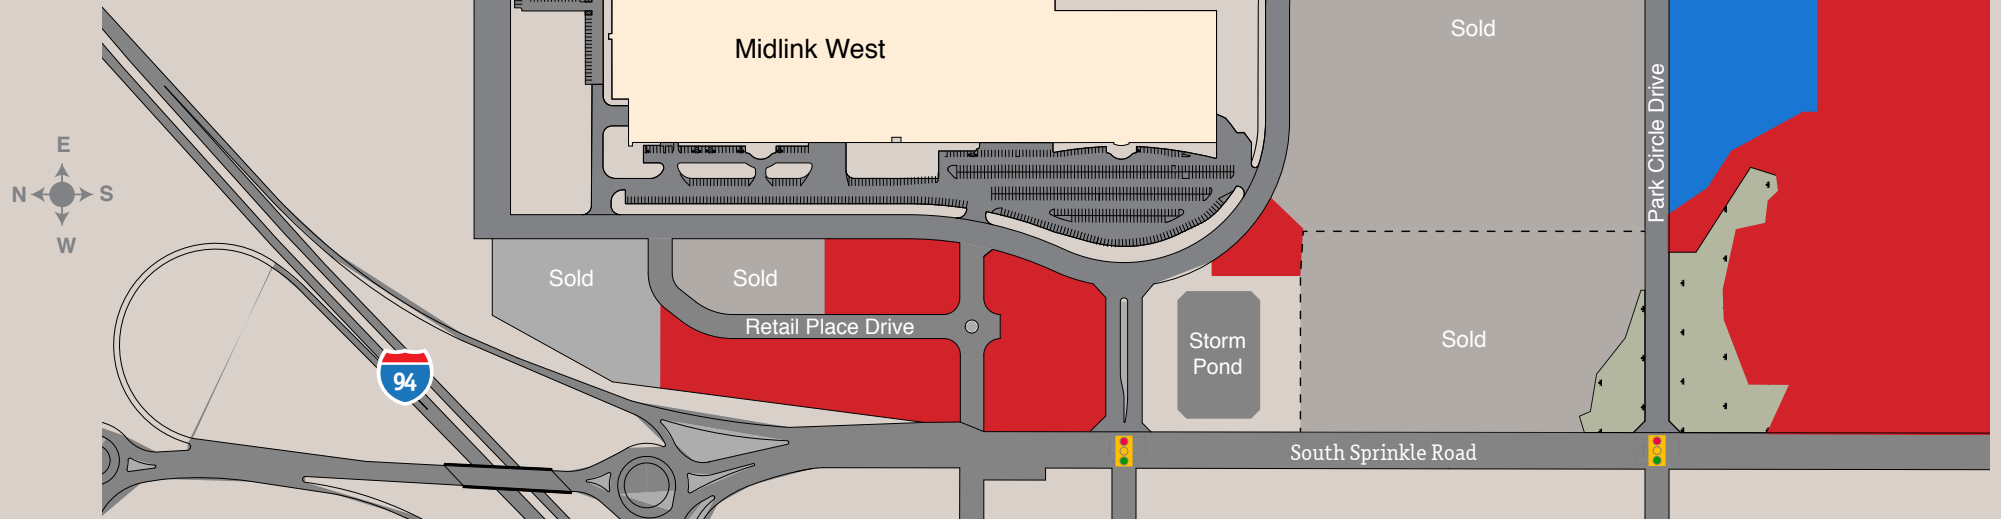 Sold
Midlink West
Park Circle Drive
E
N
S
W
Sold
Sold
Retail Place Drive
Storm
Pond
Sold
94
South Sprinkle Road